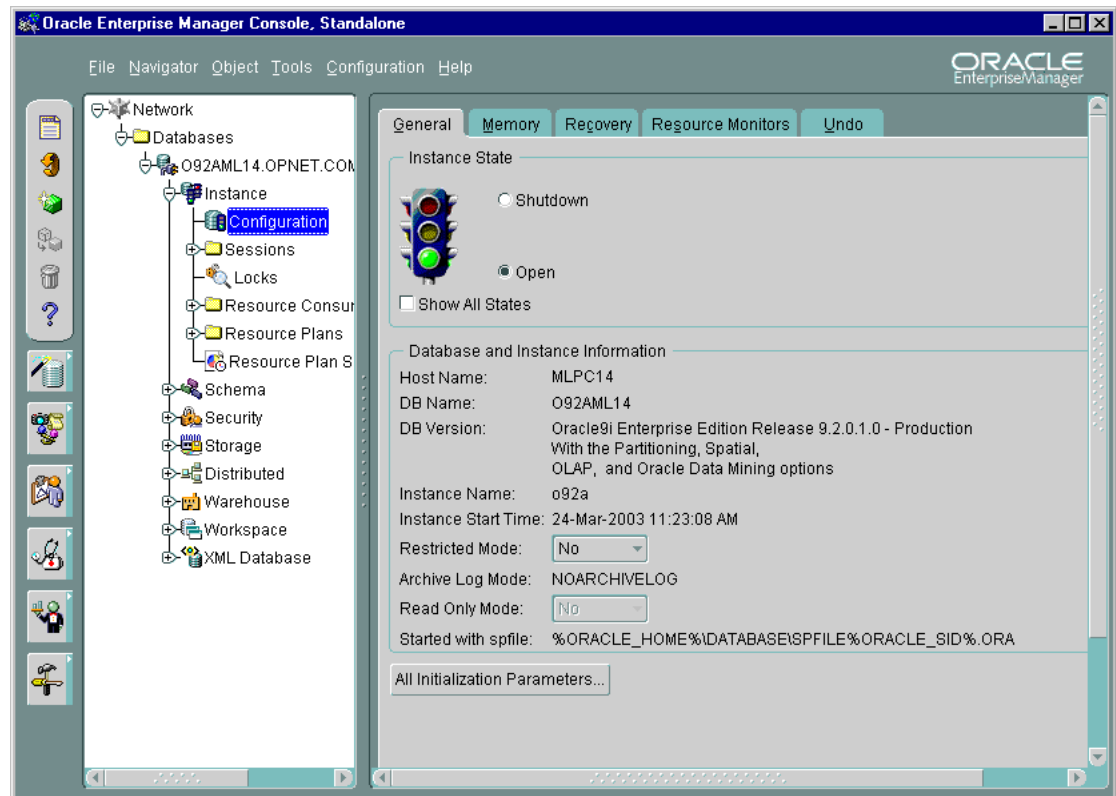 Oracle Enterprise Manager Console, Standalone
File Navigator Object Tools Configuration Help
ORACLE
EnterpriseManager
Network
Databases
O92AML14.OPNET.COM
Instance
Configuration
Sessions
Locks
Resource Consur
Resource Plans
Resource Plan S
Schema
Security
Storage
Distributed
Warehouse
Workspace
XML Database
General Memory Recovery Resource Monitors Undo
Instance State
Shutdown
Open
Show All States
Database and Instance Information
Host Name: MLPC14
DB Name: O92AML14
DB Version: Oracle9i Enterprise Edition Release 9.2.0.1.0 - Production
With the Partitioning, Spatial,
OLAP, and Oracle Data Mining options
Instance Name: o92a
Instance Start Time: 24-Mar-2003 11:23:08 AM
Restricted Mode: No
Archive Log Mode: NOARCHIVELOG
Read Only Mode: No
Started with spfile: %ORACLE_HOME%\DATABASE\SPFILE%ORACLE_SID%.ORA
All Initialization Parameters...